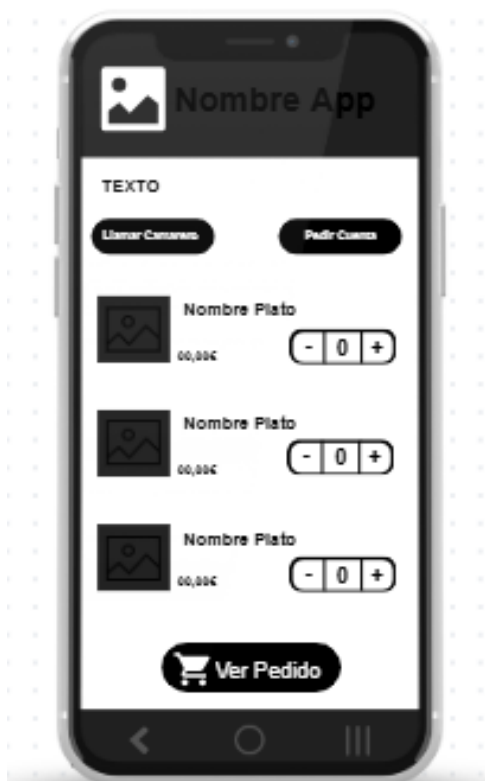 Nombre App
TEXTO
Llamar Camarero
Pedir Cuenta
Nombre Plato
00,00€
- 0 +
Nombre Plato
00,00€
- 0 +
Nombre Plato
00,00€
- 0 +
Ver Pedido